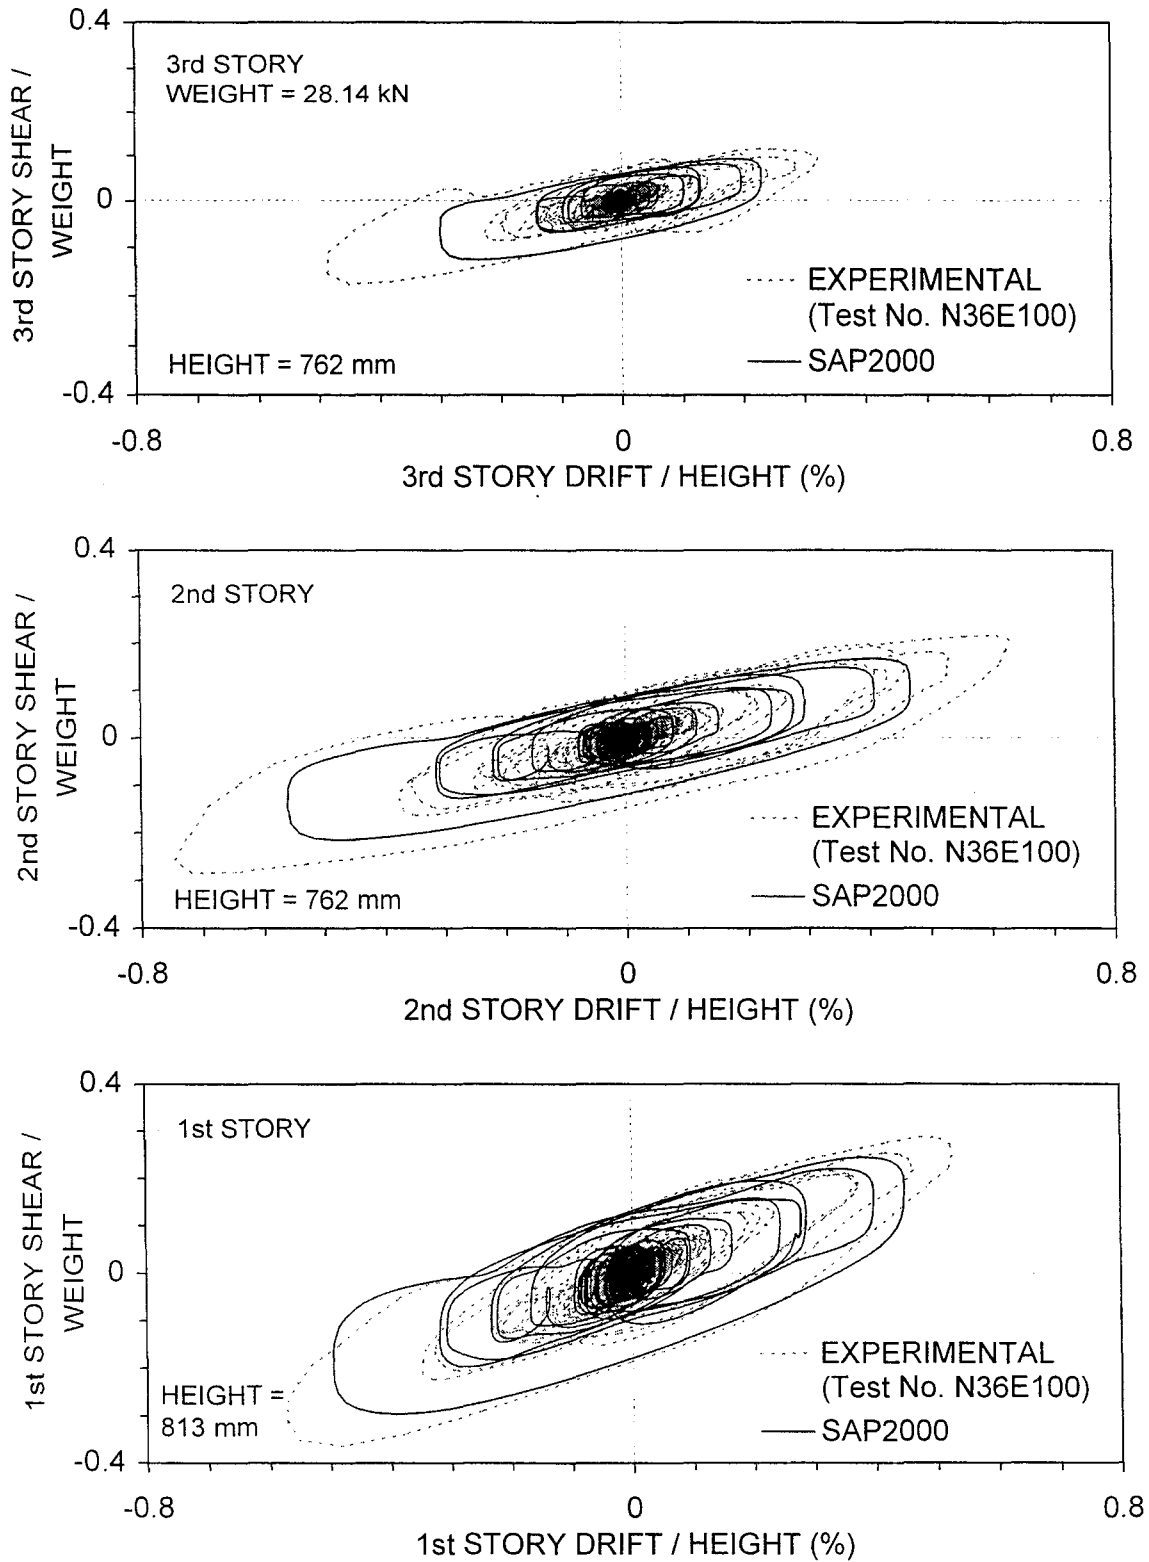 0.4
3rd STORY
WEIGHT = 28.14 kN
3rd STORY SHEAR /
WEIGHT
0
EXPERIMENTAL
(Test No. N36E100)
HEIGHT = 762 mm
SAP2000
-0.4
-0.8
0
0.8
3rd STORY DRIFT / HEIGHT (%)
0.4
2nd STORY
2nd STORY SHEAR /
WEIGHT
0
EXPERIMENTAL
(Test No. N36E100)
HEIGHT = 762 mm
SAP2000
-0.4
-0.8
0
0.8
2nd STORY DRIFT / HEIGHT (%)
0.4
1st STORY
1st STORY SHEAR /
WEIGHT
0
EXPERIMENTAL
(Test No. N36E100)
HEIGHT =
813 mm
SAP2000
-0.4
-0.8
0
0.8
1st STORY DRIFT / HEIGHT (%)